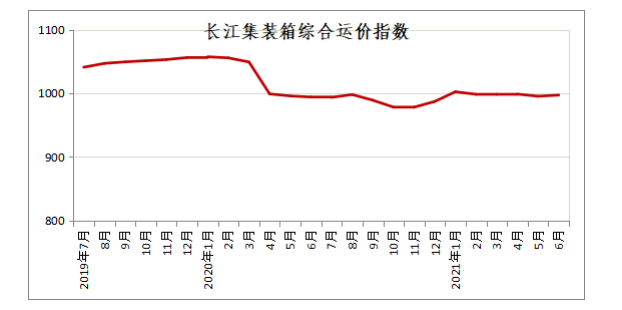 长江集装箱综合运价指数
1100
1000
900
800
2019年7月
8月
9月
10月
11月
12月
2020年1月
2月
3月
4月
5月
6月
7月
8月
9月
10月
11月
12月
2021年1月
2月
3月
4月
5月
6月